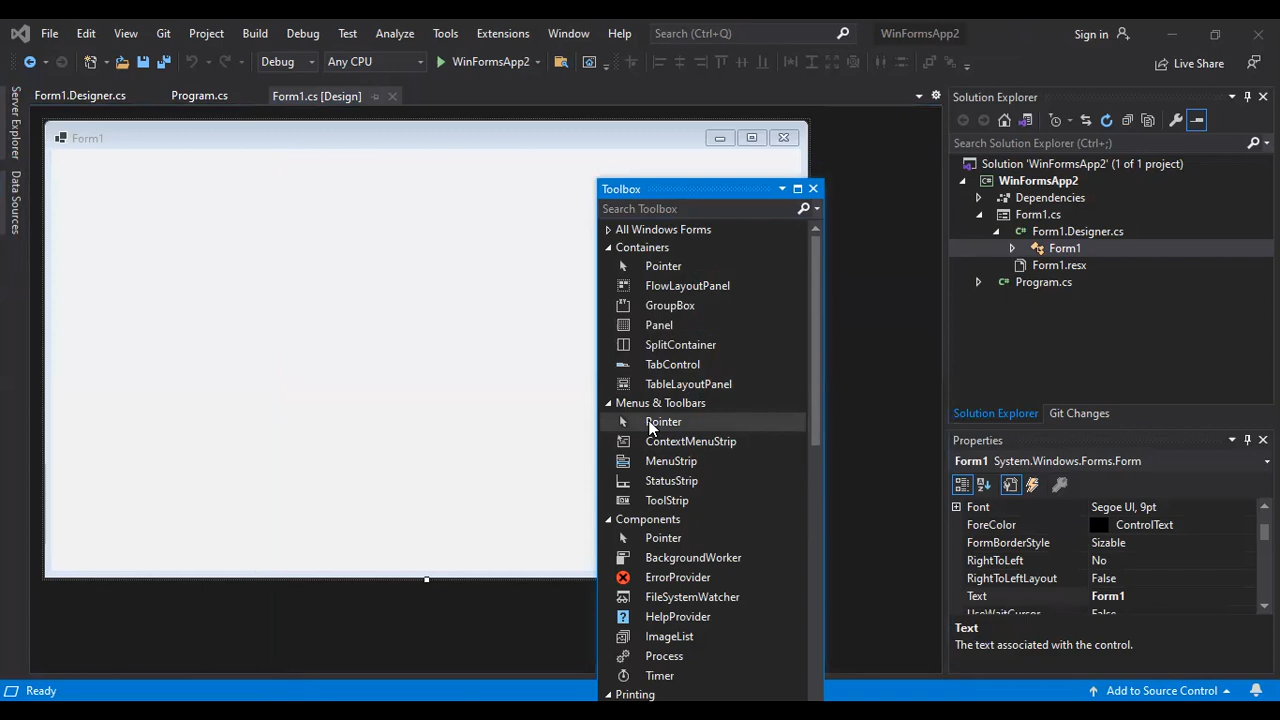 File Edit View Git Project Build Debug Test Analyze Tools Extensions Window Help Search (Ctrl+Q) WinFormsApp2 Sign in
Debug Any CPU WinFormsApp2 Live Share
Server Explorer
Data Sources
Form1.Designer.cs Program.cs Form1.cs [Design]
Form1
Toolbox
Search Toolbox
All Windows Forms
Containers
Pointer
FlowLayoutPanel
GroupBox
Panel
SplitContainer
TabControl
TableLayoutPanel
Menus & Toolbars
Pointer
ContextMenuStrip
MenuStrip
StatusStrip
ToolStrip
Components
Pointer
BackgroundWorker
ErrorProvider
FileSystemWatcher
HelpProvider
ImageList
Process
Timer
Printing
Solution Explorer
Search Solution Explorer (Ctrl+;)
Solution 'WinFormsApp2' (1 of 1 project)
WinFormsApp2
Dependencies
Form1.cs
Form1.Designer.cs
Form1
Form1.resx
Program.cs
Solution Explorer Git Changes
Properties
Form1 System.Windows.Forms.Form
Font Segoe UI, 9pt
ForeColor ControlText
FormBorderStyle Sizable
RightToLeft No
RightToLeftLayout False
Text Form1
UseWaitCursor False
Text
The text associated with the control.
Ready Add to Source Control